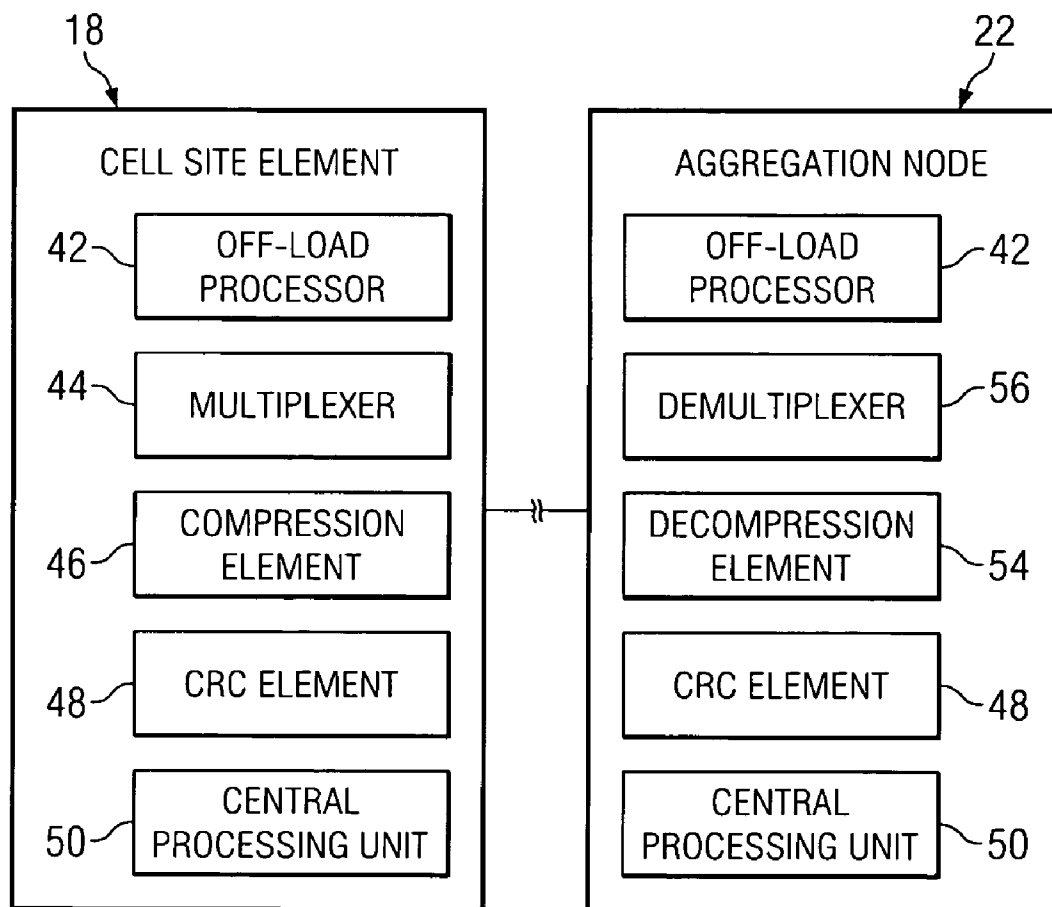 18
22
CELL SITE ELEMENT
42
OFF-LOAD
PROCESSOR
44
MULTIPLEXER
46
COMPRESSION
ELEMENT
48
CRC ELEMENT
50
CENTRAL
PROCESSING UNIT
AGGREGATION NODE
OFF-LOAD
PROCESSOR
42
DEMULTIPLEXER
56
DECOMPRESSION
ELEMENT
54
CRC ELEMENT
48
CENTRAL
PROCESSING UNIT
50